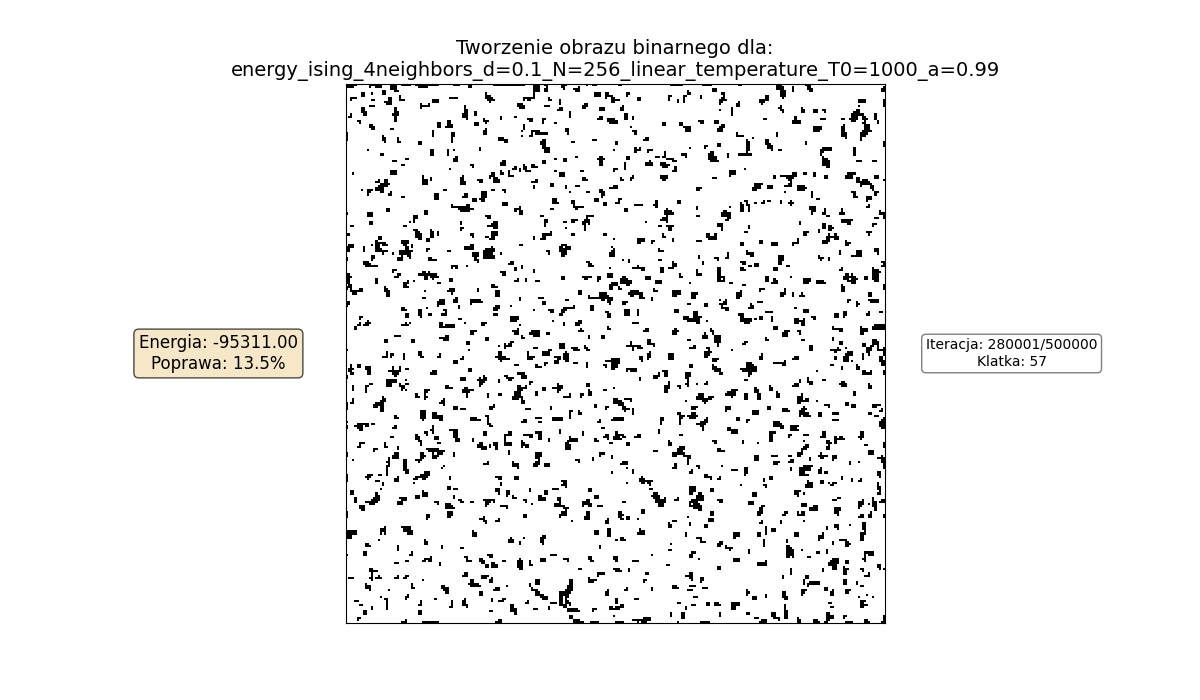 Tworzenie obrazu binarnego dla:
energy_ising_4neighbors_d=0.1_N=256_linear_temperature_T0=1000_a=0.99
Energia: -95311.00
Poprawa: 13.5%
Iteracja: 280001/500000
Klatka: 57